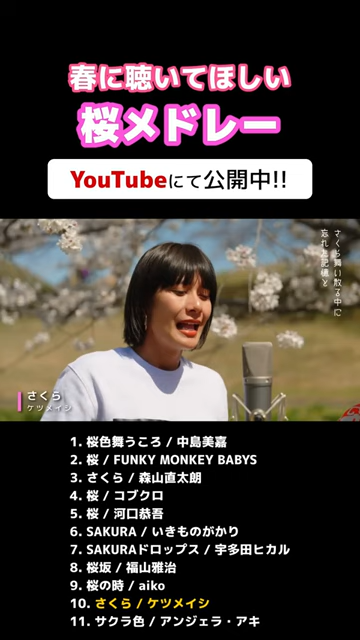 春に聴いてほしい
桜メドレー
YouTubeにて公開中!!
さくら舞い散る中に
忘れた記憶と
さくら
ケツメイシ
1. 桜色舞うころ / 中島美嘉
2. 桜 / FUNKY MONKEY BABYS
3. さくら / 森山直太朗
4. 桜 / コブクロ
5. 桜 / 河口恭吾
6. SAKURA / いきものがかり
7. SAKURAドロップス / 宇多田ヒカル
8. 桜坂 / 福山雅治
9. 桜の時 / aiko
10. さくら / ケツメイシ
11. サクラ色 / アンジェラ・アキ